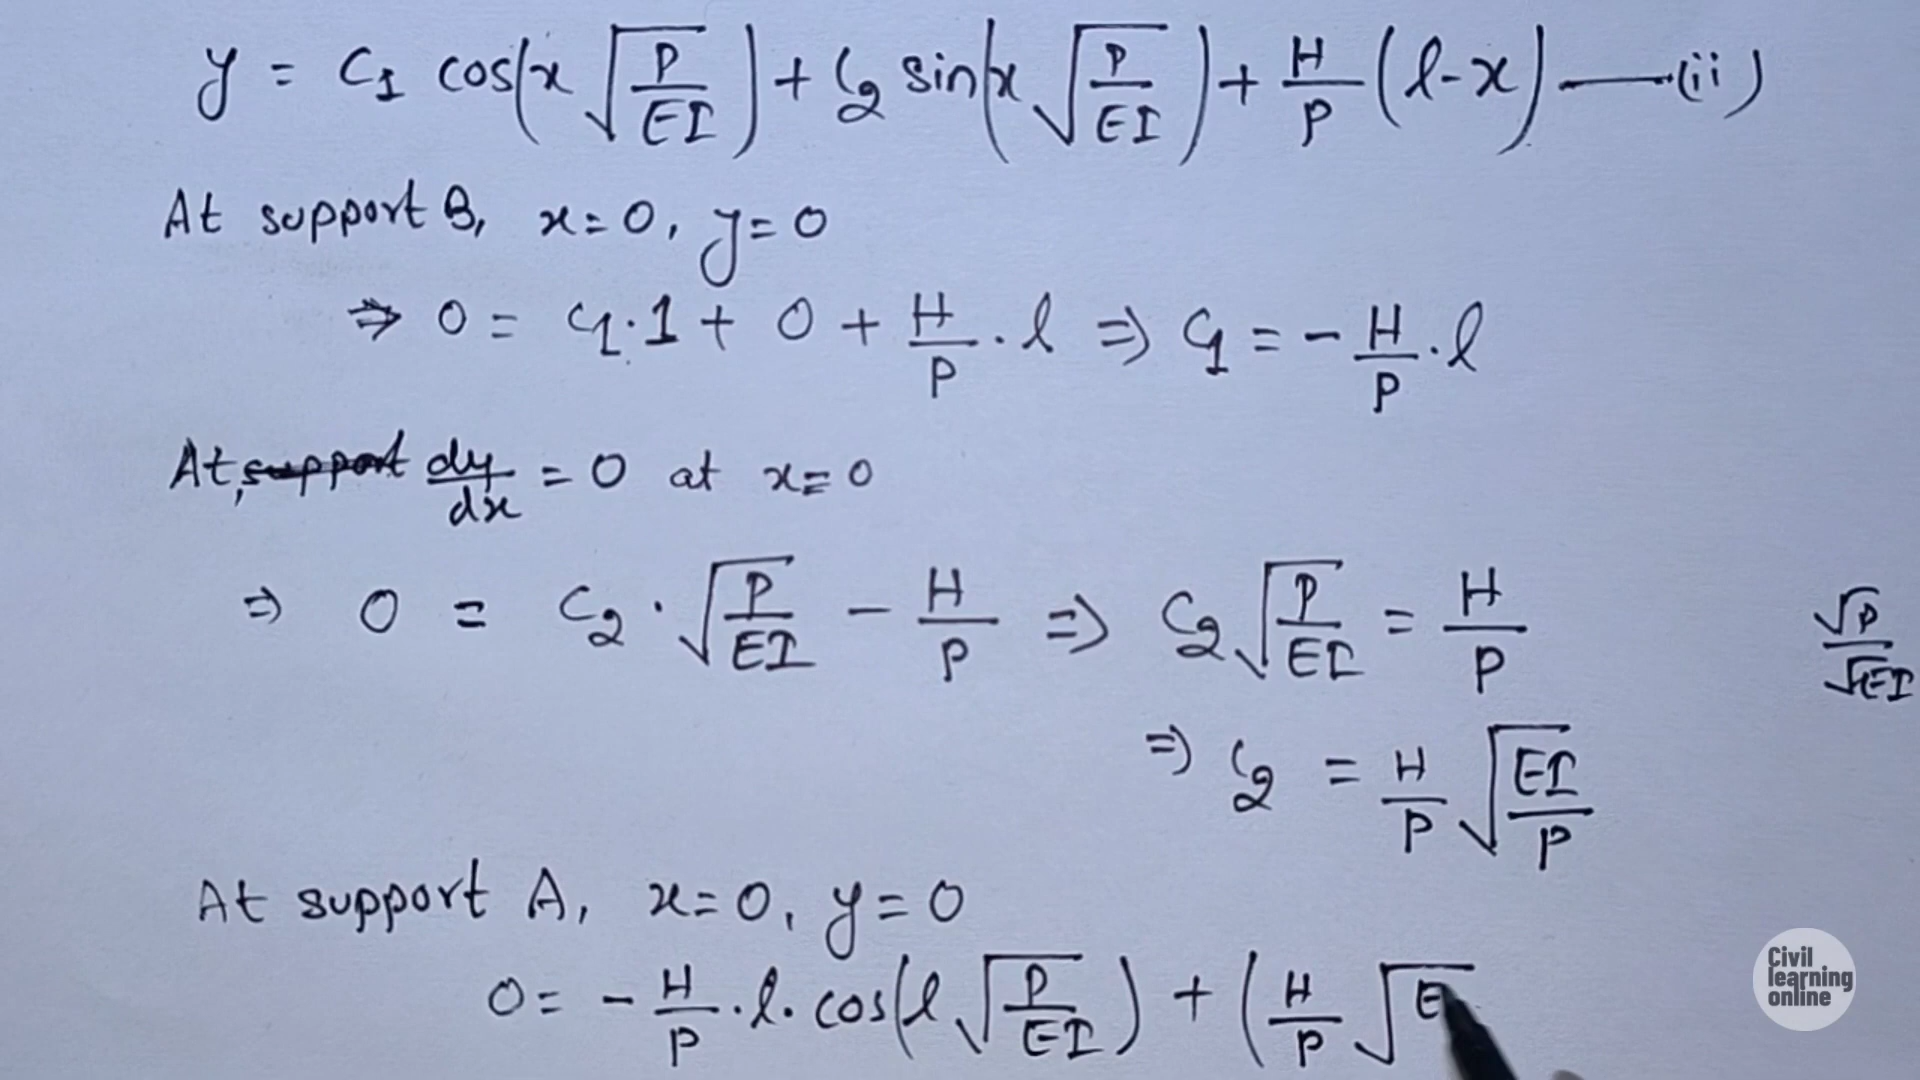 y = C₁ cos(x √(P/EI)) + C₂ sin(x √(P/EI)) + H/P (l-x) —(ii)
At support B, x=0, y=0
⇒ 0 = C₁·1 + 0 + H/P · l ⇒ C₁ = - H/P · l
At, support dy/dx = 0 at x=0
⇒ 0 = C₂ · √(P/EI) - H/P ⇒ C₂ √(P/EI) = H/P
√P/√EI
⇒ C₂ = H/P √(EI/P)
At support A, x=0, y=0
0 = - H/P · l · cos(l √(P/EI)) + (H/P √E
Civil
learning
online